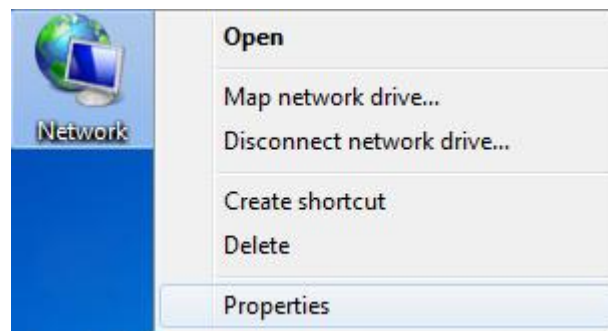 Network
Open
Map network drive...
Disconnect network drive...
Create shortcut
Delete
Properties